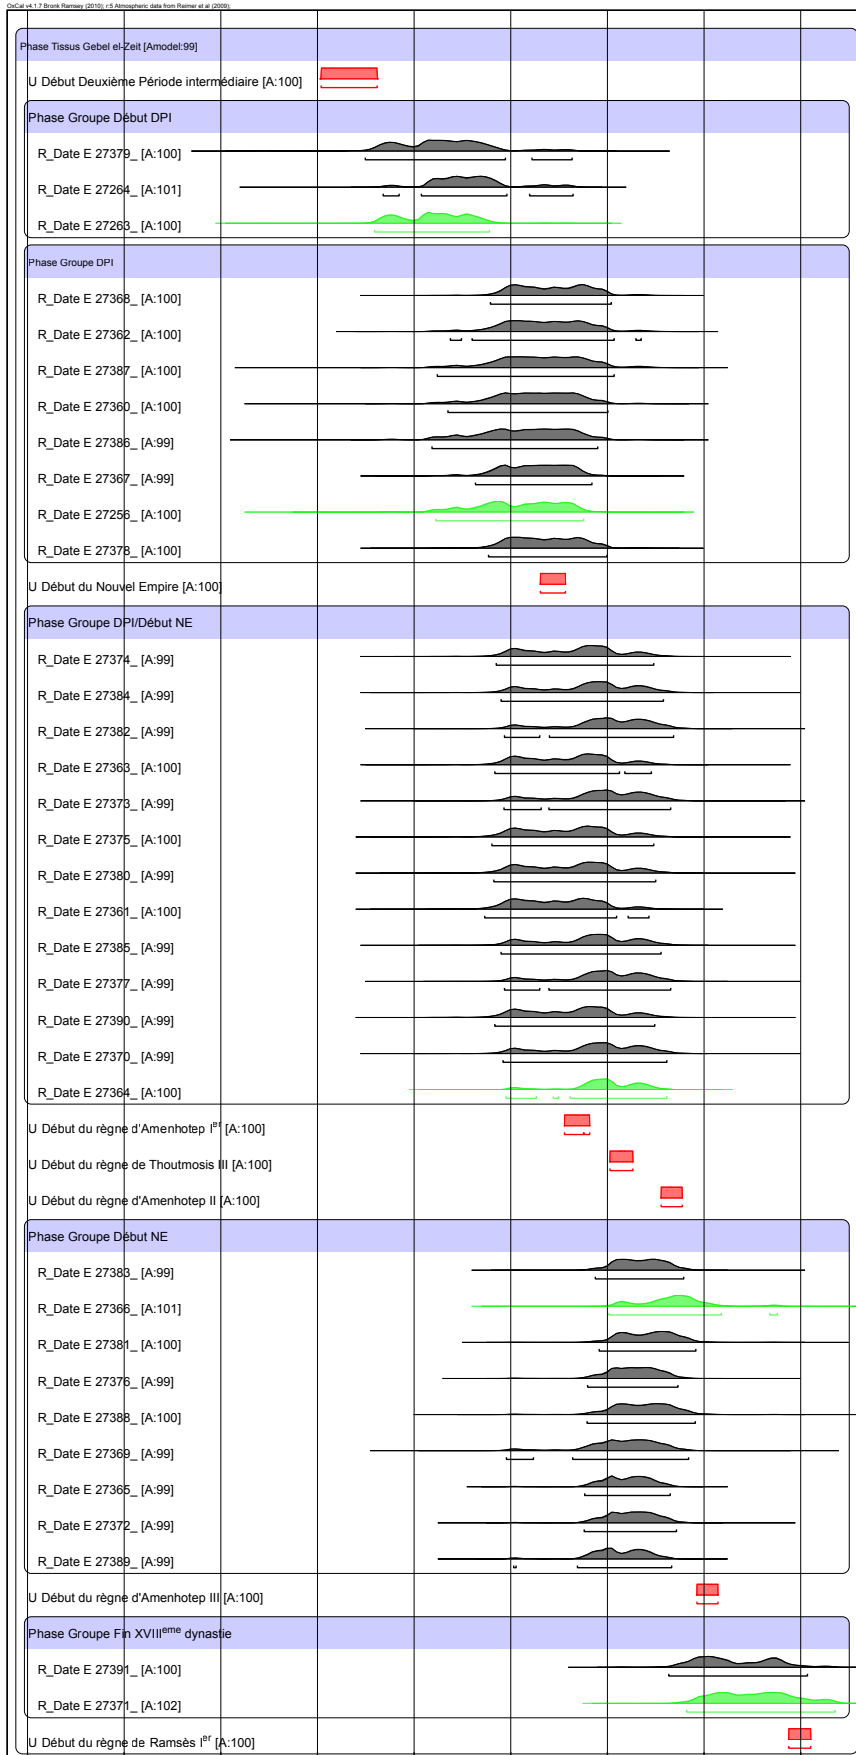 OxCal v4.1.7 Bronk Ramsey (2010); r:5 Atmospheric data from Reimer et al (2009);
Phase Tissus Gebel el-Zeit [Amodel:99]
U Début Deuxième Période intermédiaire [A:100]
Phase Groupe Début DPI
R_Date E 27379_ [A:100]
R_Date E 27264_ [A:101]
R_Date E 27263_ [A:100]
Phase Groupe DPI
R_Date E 27368_ [A:100]
R_Date E 27362_ [A:100]
R_Date E 27387_ [A:100]
R_Date E 27360_ [A:100]
R_Date E 27386_ [A:99]
R_Date E 27367_ [A:99]
R_Date E 27256_ [A:100]
R_Date E 27378_ [A:100]
U Début du Nouvel Empire [A:100]
Phase Groupe DPI/Début NE
R_Date E 27374_ [A:99]
R_Date E 27384_ [A:99]
R_Date E 27382_ [A:99]
R_Date E 27363_ [A:100]
R_Date E 27373_ [A:99]
R_Date E 27375_ [A:100]
R_Date E 27380_ [A:99]
R_Date E 27361_ [A:100]
R_Date E 27385_ [A:99]
R_Date E 27377_ [A:99]
R_Date E 27390_ [A:99]
R_Date E 27370_ [A:99]
R_Date E 27364_ [A:100]
U Début du règne d'Amenhotep Ier [A:100]
U Début du règne de Thoutmosis III [A:100]
U Début du règne d'Amenhotep II [A:100]
Phase Groupe Début NE
R_Date E 27383_ [A:99]
R_Date E 27366_ [A:101]
R_Date E 27381_ [A:100]
R_Date E 27376_ [A:99]
R_Date E 27388_ [A:100]
R_Date E 27369_ [A:99]
R_Date E 27365_ [A:99]
R_Date E 27372_ [A:99]
R_Date E 27389_ [A:99]
U Début du règne d'Amenhotep III [A:100]
Phase Groupe Fin XVIIIeme dynastie
R_Date E 27391_ [A:100]
R_Date E 27371_ [A:102]
U Début du règne de Ramsès Ier [A:100]